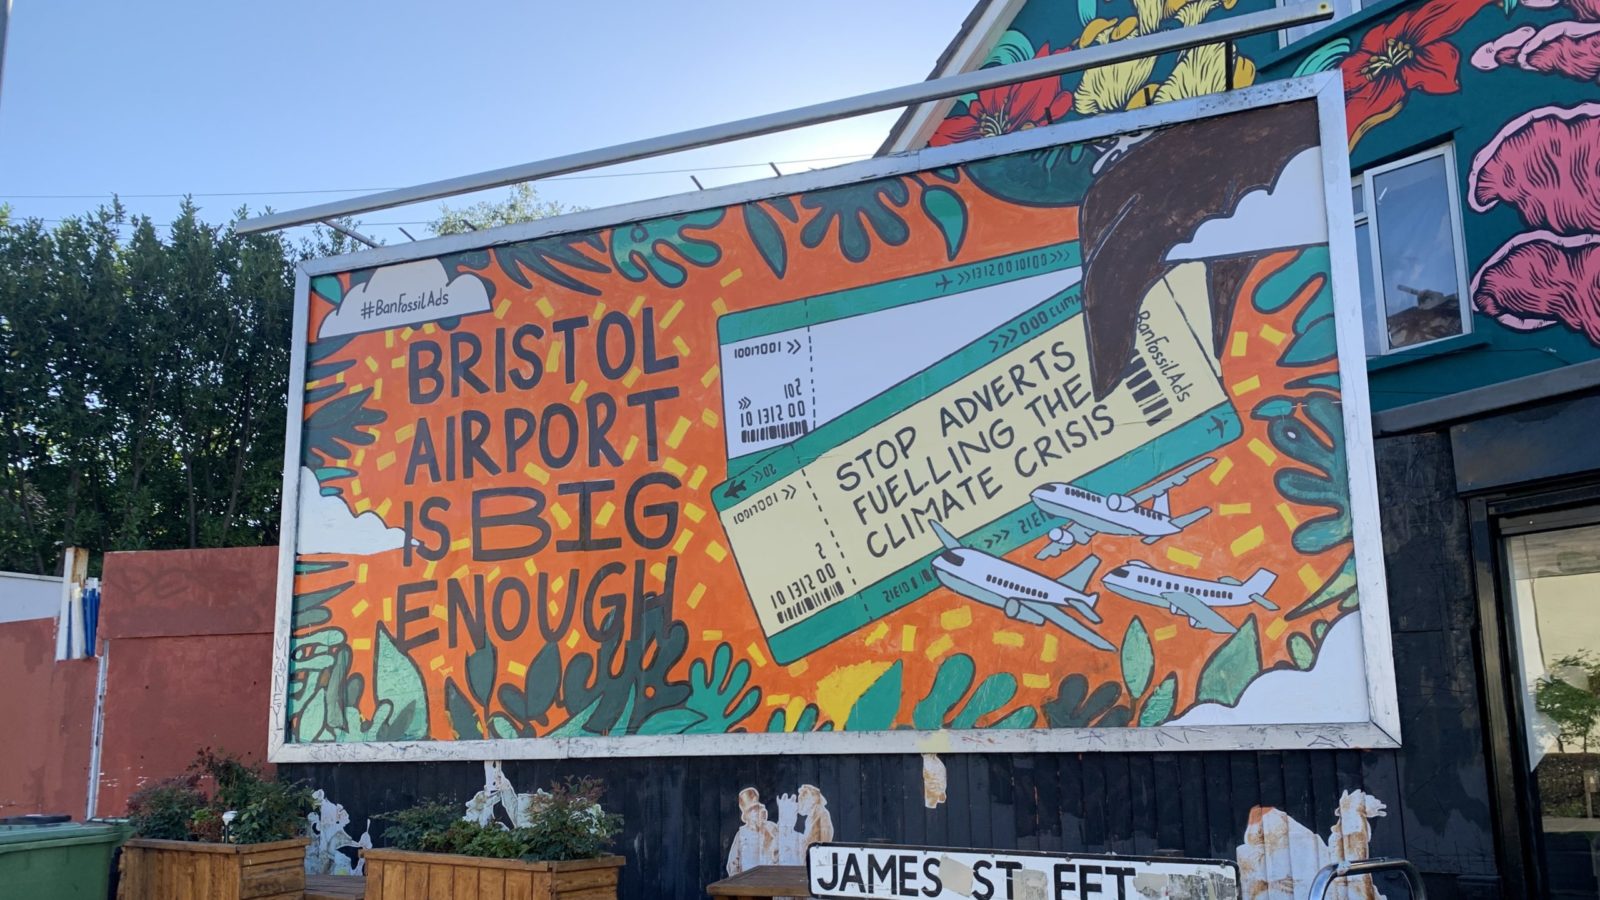 #BanFossilAds
BRISTOL
AIRPORT
IS BIG
ENOUGH
STOP ADVERTS
FUELLING THE
CLIMATE CRISIS
BanFossilAds
JAMES ST EET